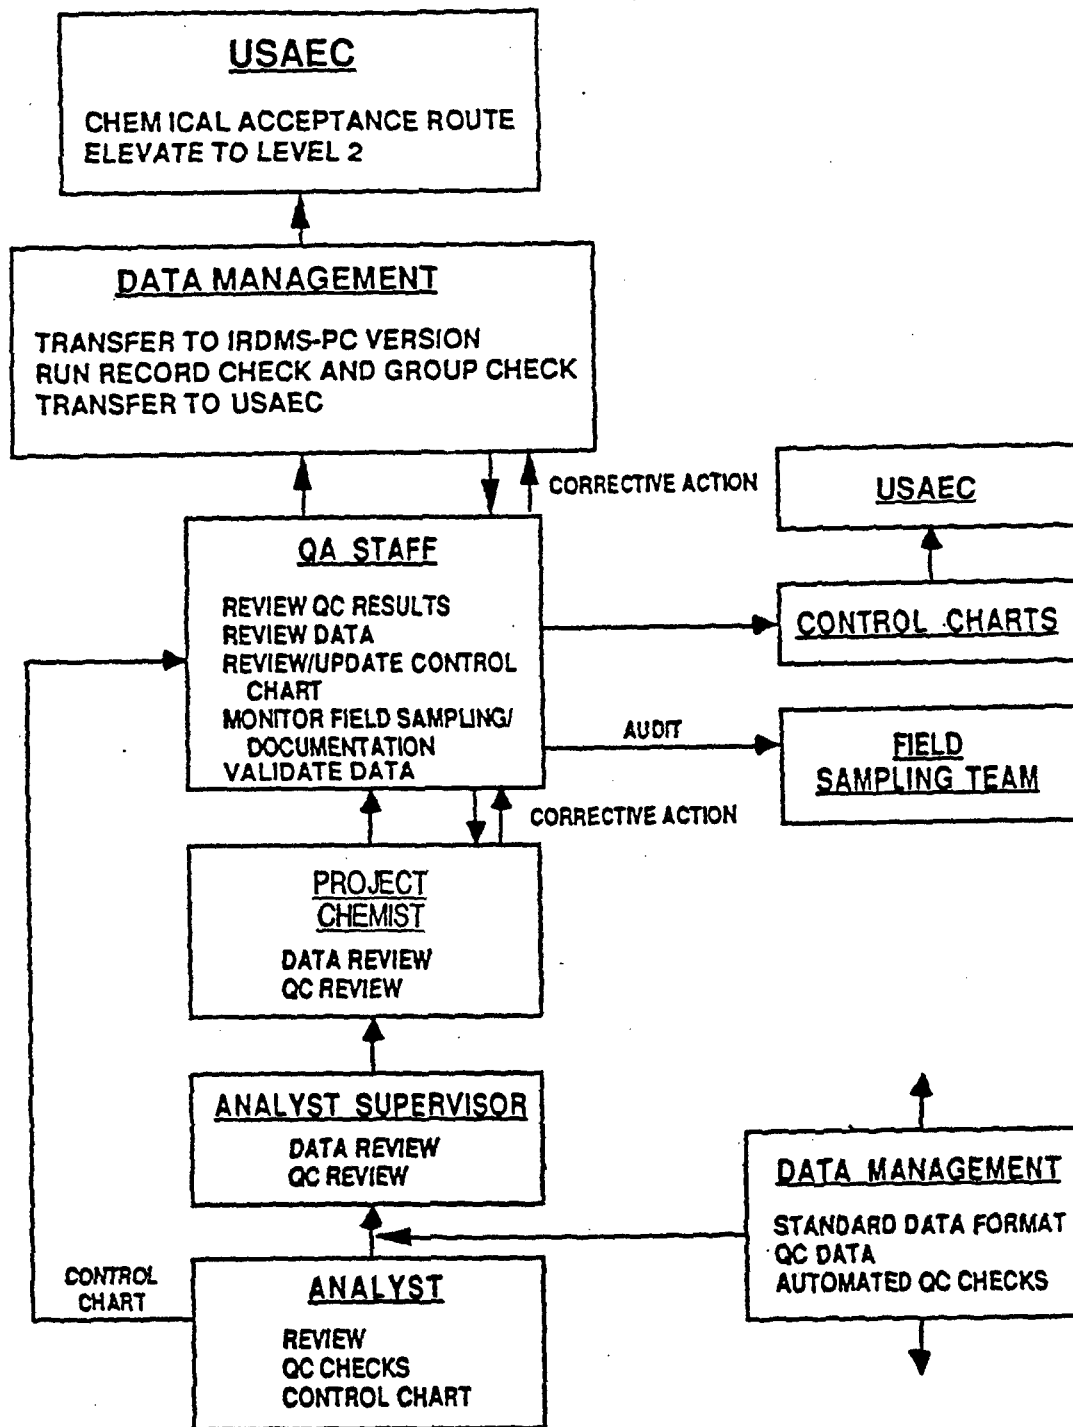 USAEC
CHEMICAL ACCEPTANCE ROUTE
ELEVATE TO LEVEL 2
DATA MANAGEMENT
TRANSFER TO IRDMS-PC VERSION
RUN RECORD CHECK AND GROUP CHECK
TRANSFER TO USAEC
CORRECTIVE ACTION
USAEC
QA STAFF
REVIEW QC RESULTS
REVIEW DATA
REVIEW/UPDATE CONTROL
CHART
MONITOR FIELD SAMPLING/
DOCUMENTATION
VALIDATE DATA
CONTROL CHARTS
AUDIT
FIELD
SAMPLING TEAM
CORRECTIVE ACTION
PROJECT
CHEMIST
DATA REVIEW
QC REVIEW
ANALYST SUPERVISOR
DATA REVIEW
QC REVIEW
DATA MANAGEMENT
STANDARD DATA FORMAT
QC DATA
AUTOMATED QC CHECKS
CONTROL
CHART
ANALYST
REVIEW
QC CHECKS
CONTROL CHART